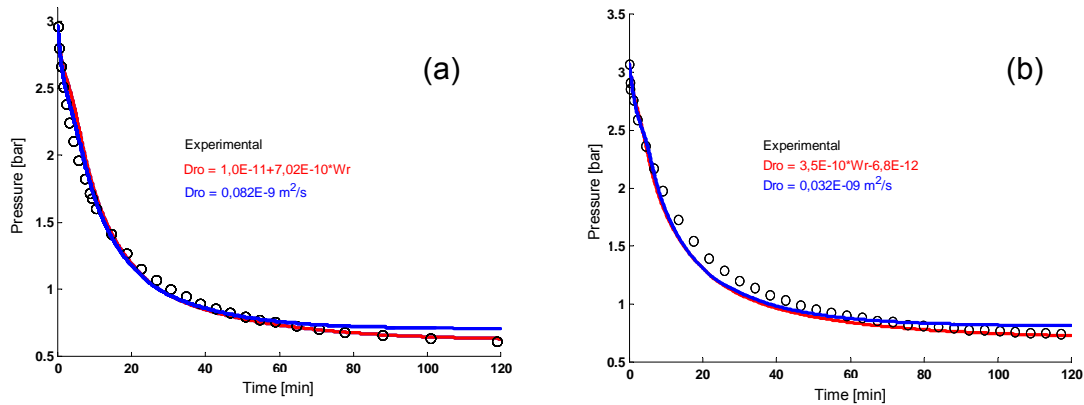 (a)
Pressure [bar]
3
2.5
2
1.5
1
0.5
Experimental
Dro = 1,0E-11+7,02E-10*Wr
Dro = 0,082E-9 m²/s
0 20 40 60 80 100 120
Time [min]
(b)
Pressure [bar]
3.5
3
2.5
2
1.5
1
0.5
Experimental
Dro = 3,5E-10*Wr-6,8E-12
Dro = 0,032E-09 m²/s
0 20 40 60 80 100 120
Time [min]